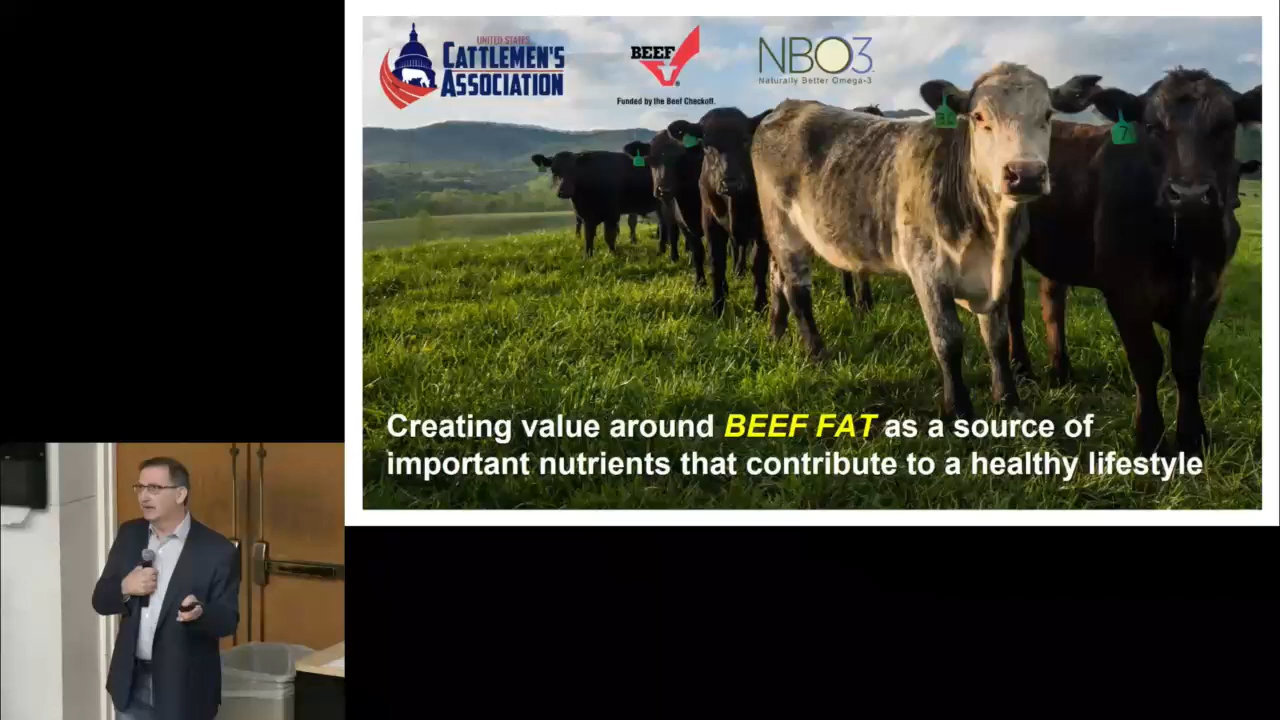 UNITED STATES
CATTLEMEN'S
ASSOCIATION
BEEF
Funded by the Beef Checkoff.
NBO3
Naturally Better Omega-3
7
Creating value around BEEF FAT as a source of
important nutrients that contribute to a healthy lifestyle